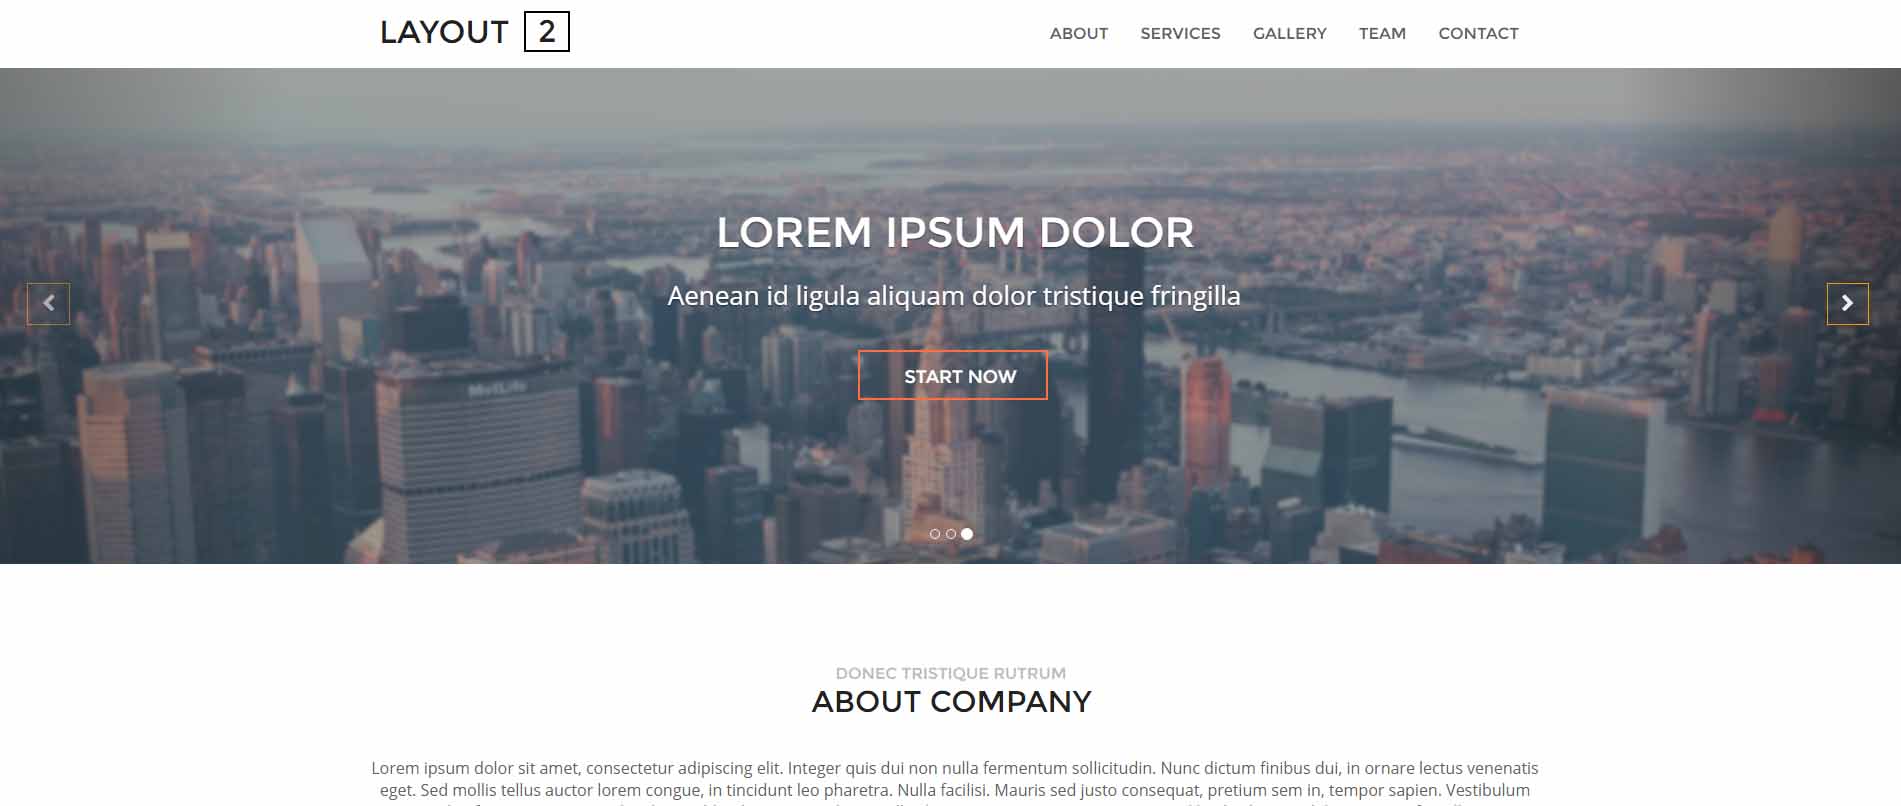 LAYOUT 2
ABOUT SERVICES GALLERY TEAM CONTACT
LOREM IPSUM DOLOR
Aenean id ligula aliquam dolor tristique fringilla
START NOW
MetLife
DONEC TRISTIQUE RUTRUM
ABOUT COMPANY
Lorem ipsum dolor sit amet, consectetur adipiscing elit. Integer quis dui non nulla fermentum sollicitudin. Nunc dictum finibus dui, in ornare lectus venenatis
eget. Sed mollis tellus auctor lorem congue, in tincidunt leo pharetra. Nulla facilisi. Mauris sed justo consequat, pretium sem in, tempor sapien. Vestibulum